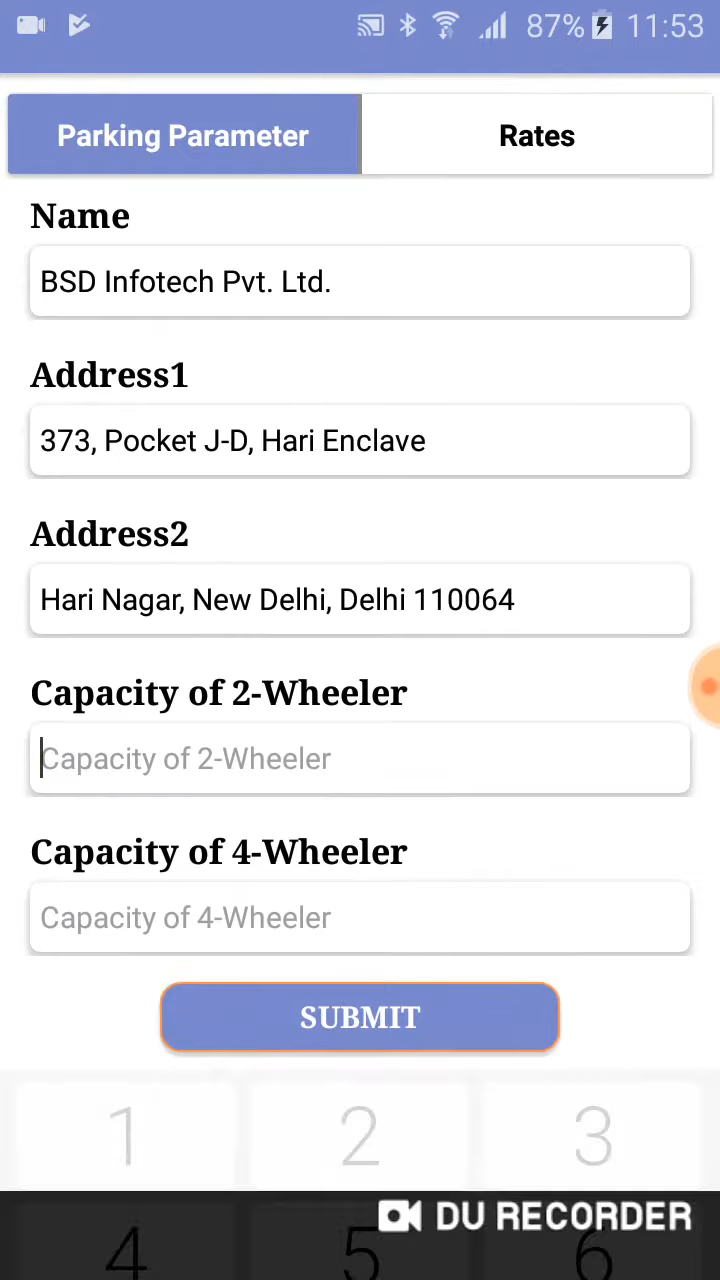 87% 11:53
Parking Parameter Rates
Name
BSD Infotech Pvt. Ltd.
Address1
373, Pocket J-D, Hari Enclave
Address2
Hari Nagar, New Delhi, Delhi 110064
Capacity of 2-Wheeler
Capacity of 2-Wheeler
Capacity of 4-Wheeler
Capacity of 4-Wheeler
SUBMIT
1 2 3
DU RECORDER
4 5 6